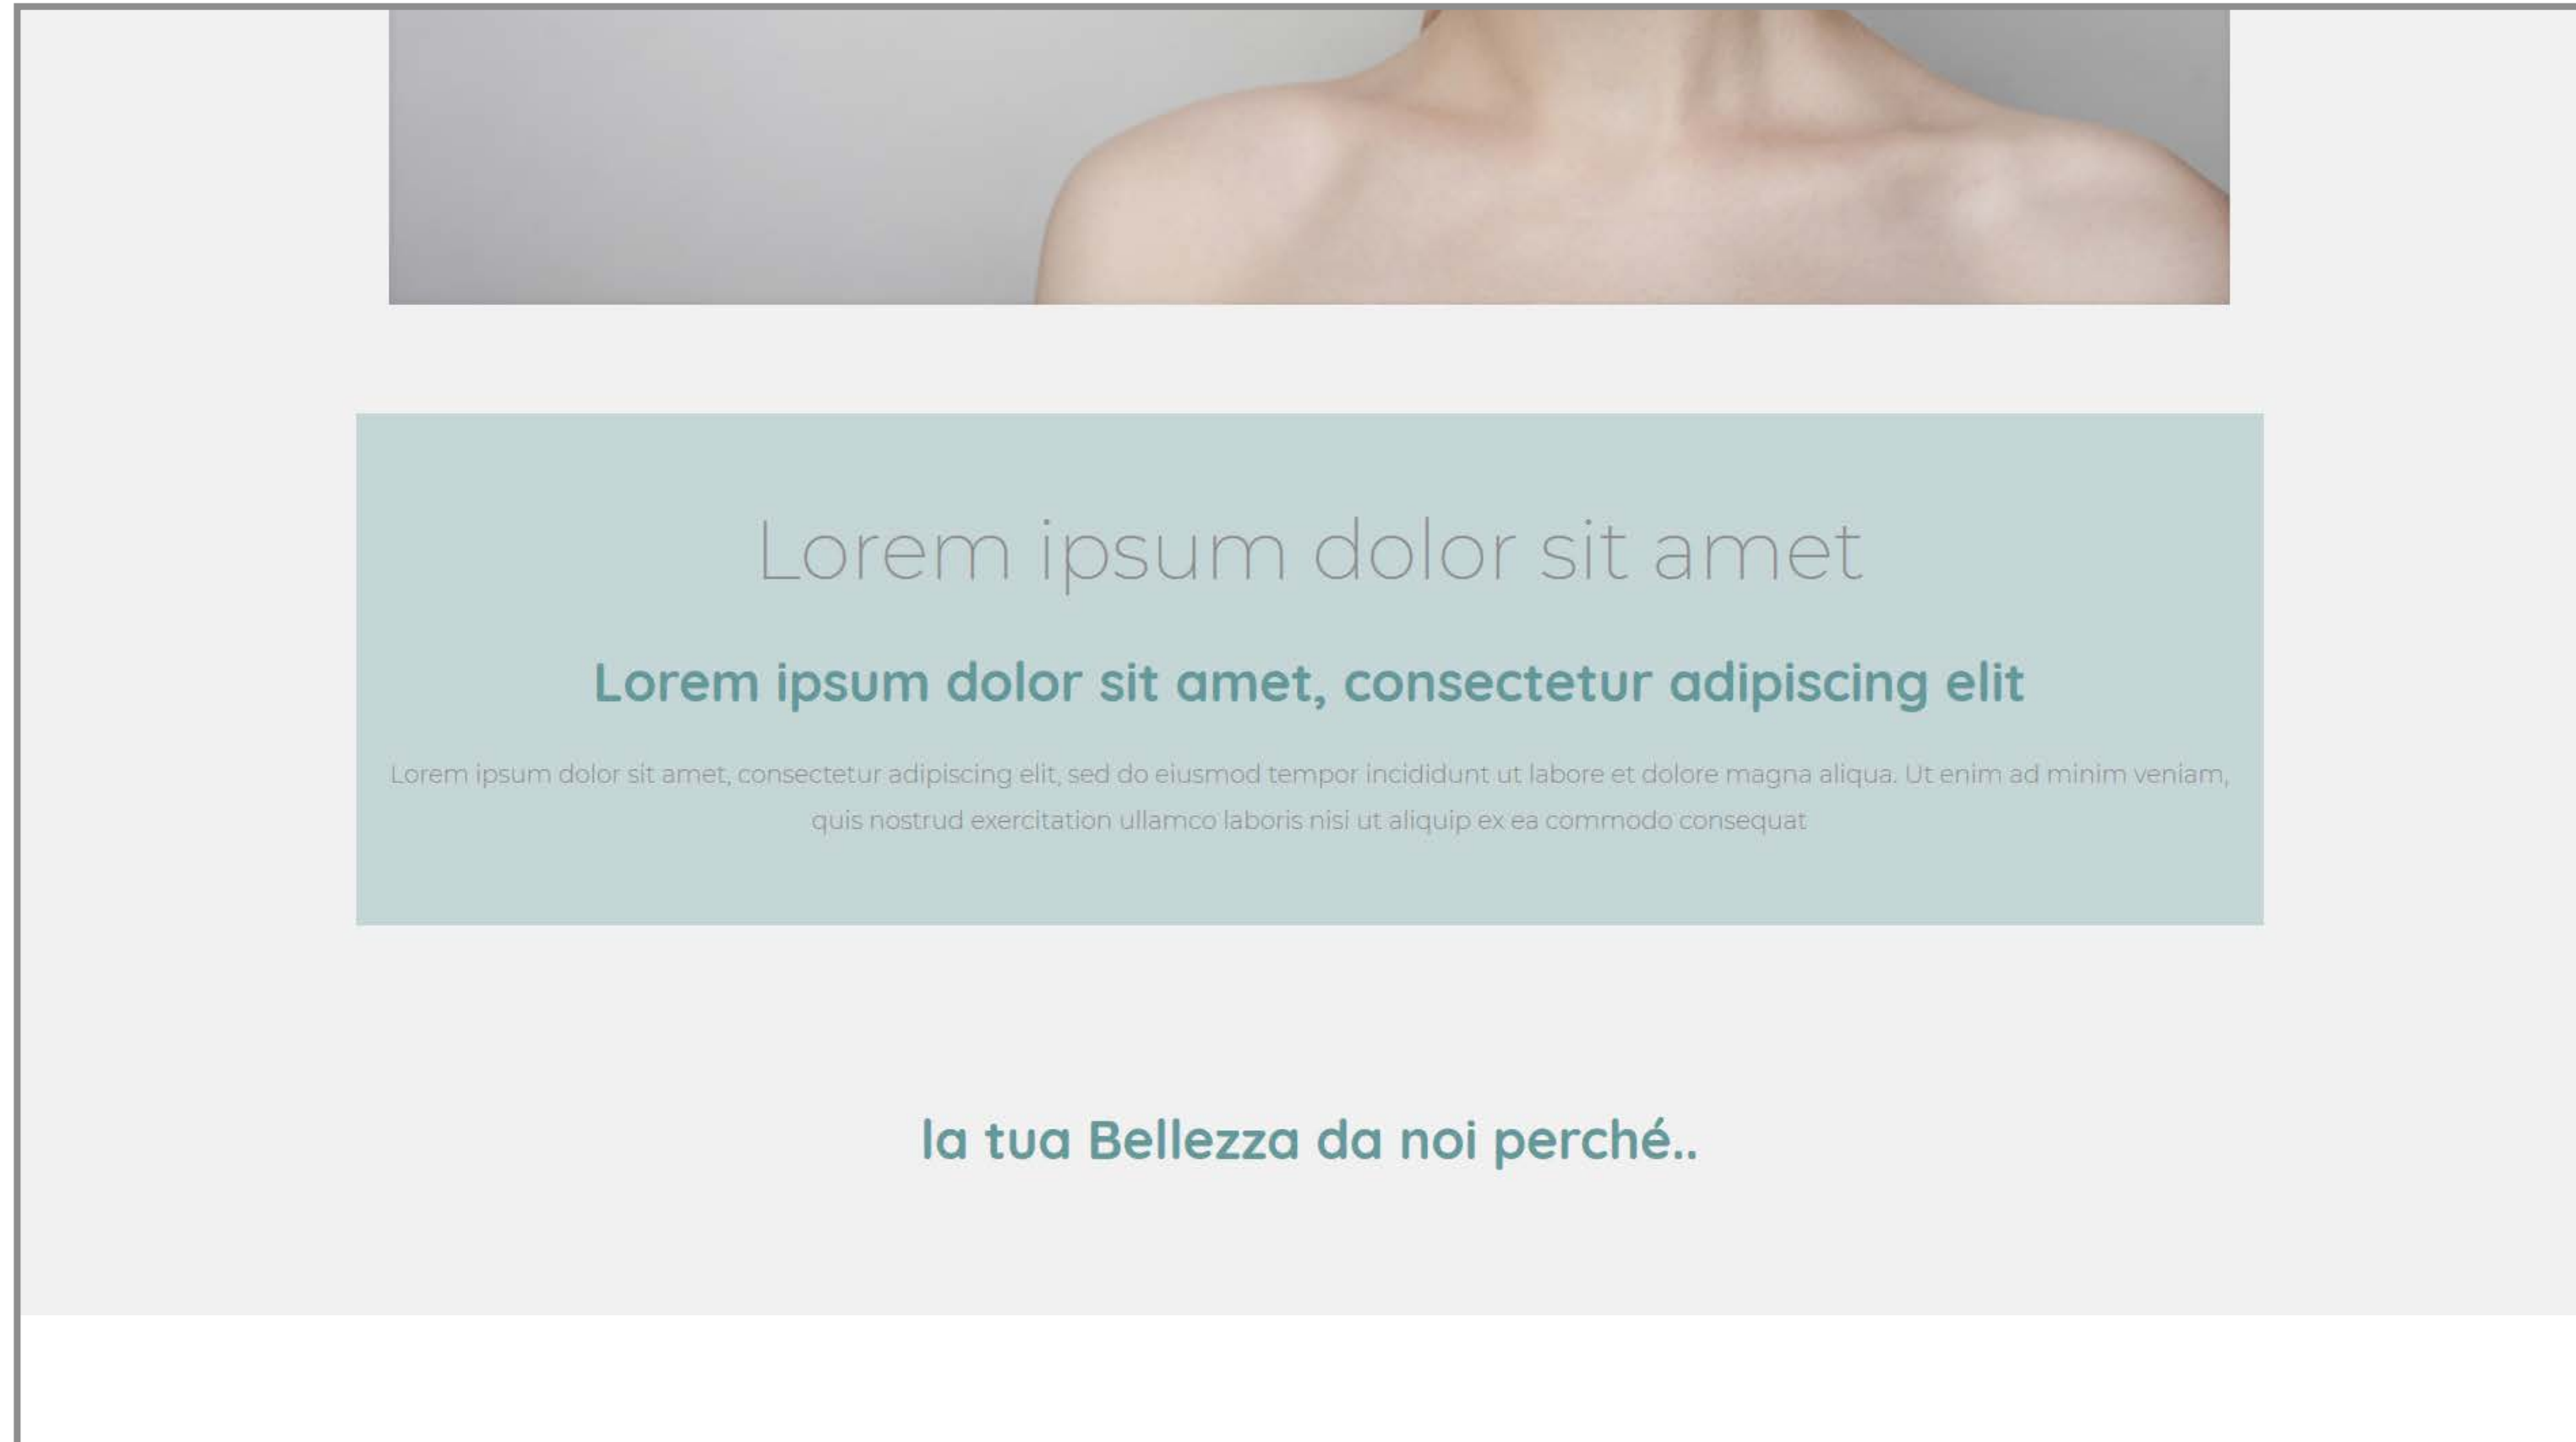 Lorem ipsum dolor sit amet
Lorem ipsum dolor sit amet, consectetur adipiscing elit
Lorem ipsum dolor sit amet, consectetur adipiscing elit, sed do eiusmod tempor incididunt ut labore et dolore magna aliqua. Ut enim ad minim veniam,
quis nostrud exercitation ullamco laboris nisi ut aliquip ex ea commodo consequat
la tua Bellezza da noi perché..